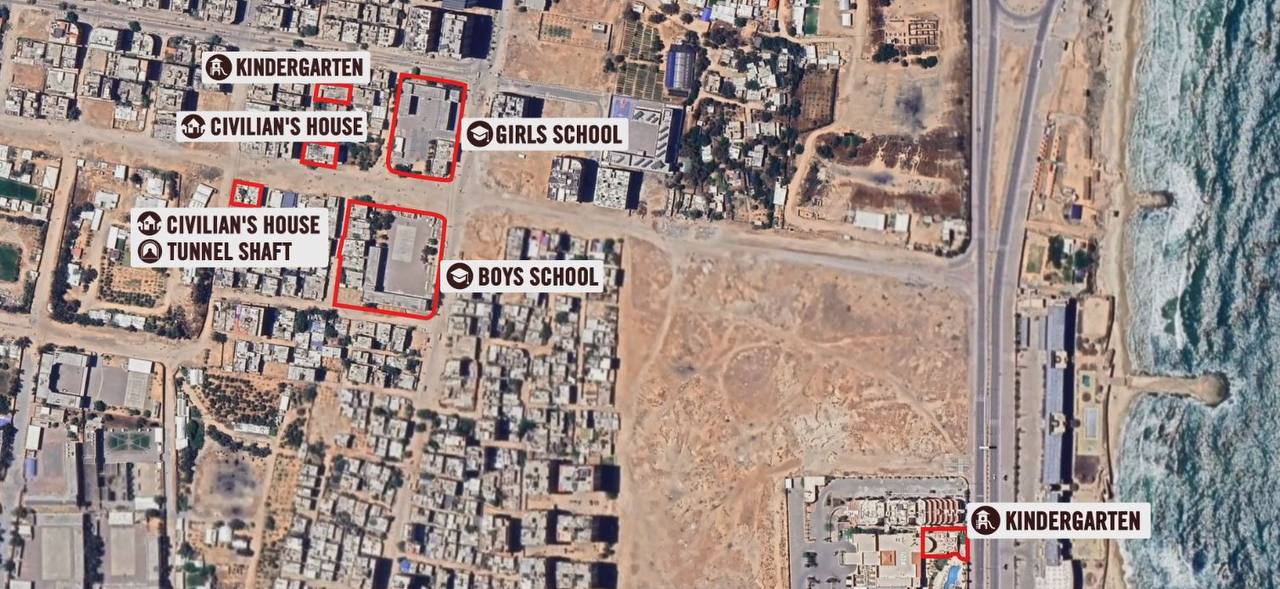 KINDERGARTEN
CIVILIAN'S HOUSE
GIRLS SCHOOL
CIVILIAN'S HOUSE
TUNNEL SHAFT
BOYS SCHOOL
KINDERGARTEN